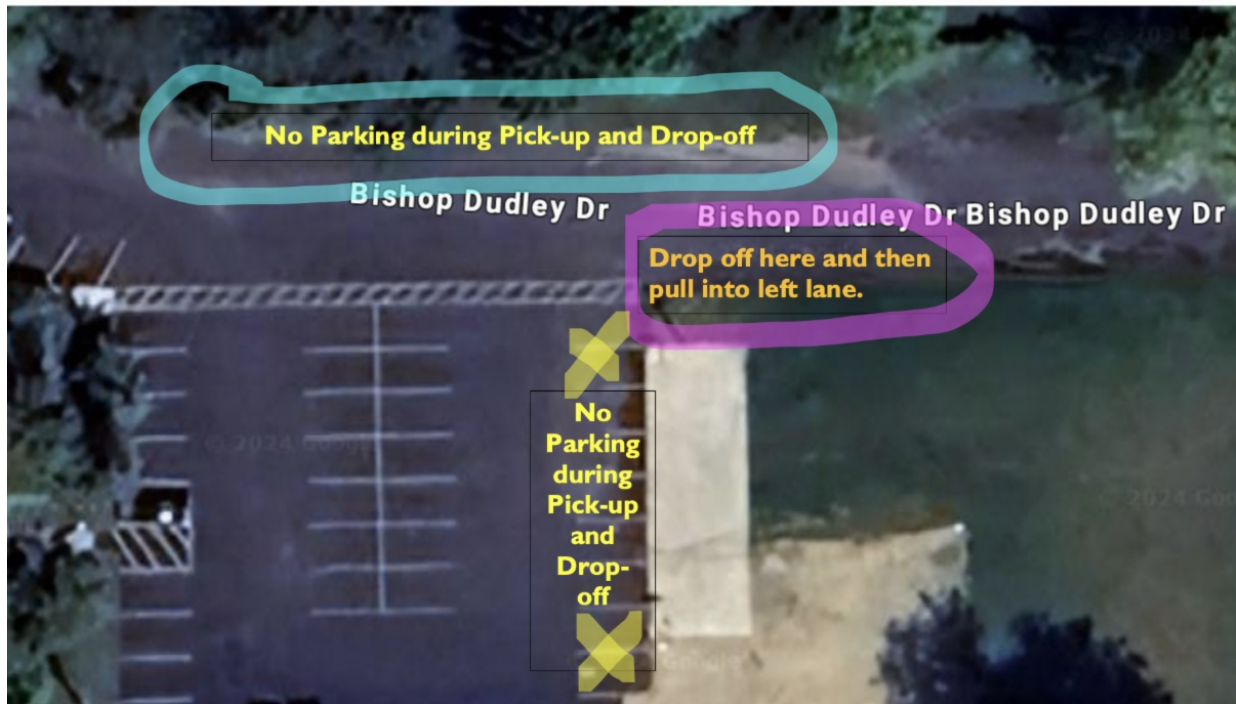 No Parking during Pick-up and Drop-off
Bishop Dudley Dr
Bishop Dudley Dr Bishop Dudley Dr
Drop off here and then
pull into left lane.
No
Parking
during
Pick-up
and
Drop-
off
© 2024 Google
© 2024 Goo
Google
© 2024